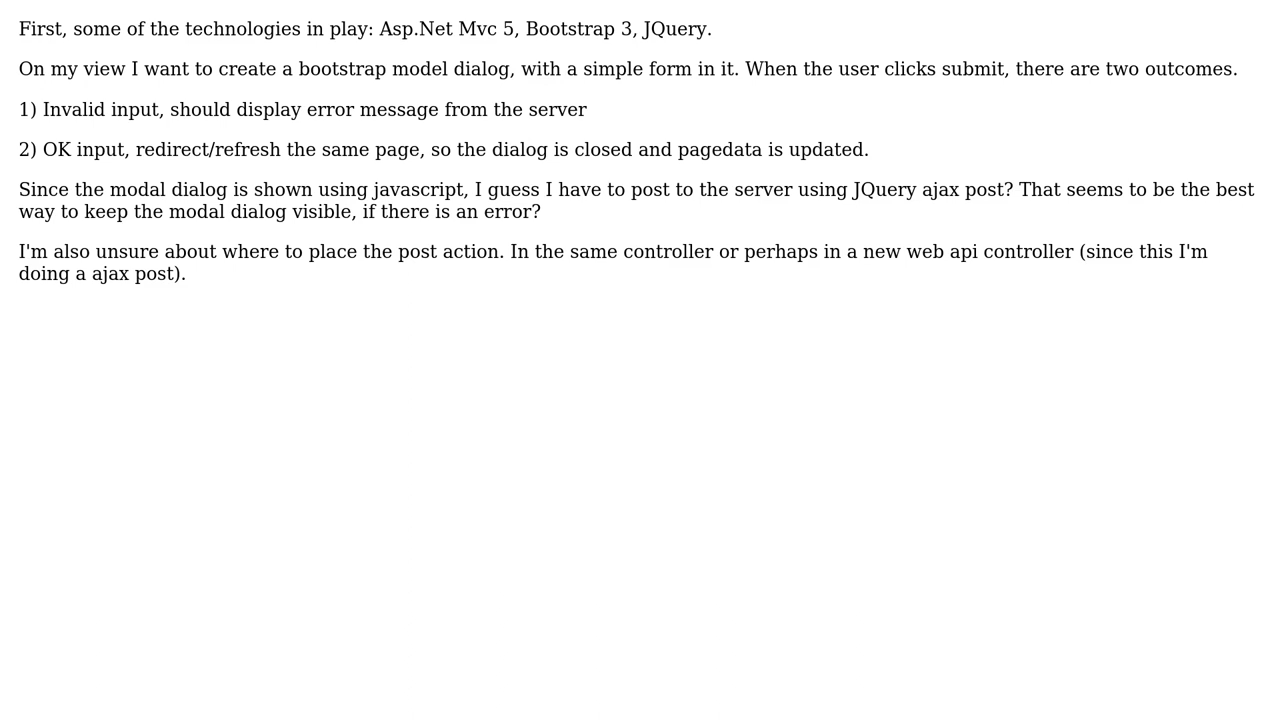 First, some of the technologies in play: Asp.Net Mvc 5, Bootstrap 3, JQuery.
On my view I want to create a bootstrap model dialog, with a simple form in it. When the user clicks submit, there are two outcomes.
1) Invalid input, should display error message from the server
2) OK input, redirect/refresh the same page, so the dialog is closed and pagedata is updated.
Since the modal dialog is shown using javascript, I guess I have to post to the server using JQuery ajax post? That seems to be the best
way to keep the modal dialog visible, if there is an error?
I'm also unsure about where to place the post action. In the same controller or perhaps in a new web api controller (since this I'm
doing a ajax post).